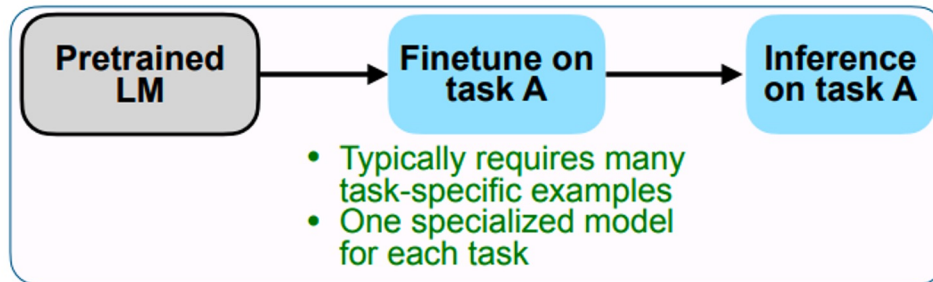 Pretrained
LM
Finetune on
task A
Inference
on task A
• Typically requires many
task-specific examples
• One specialized model
for each task